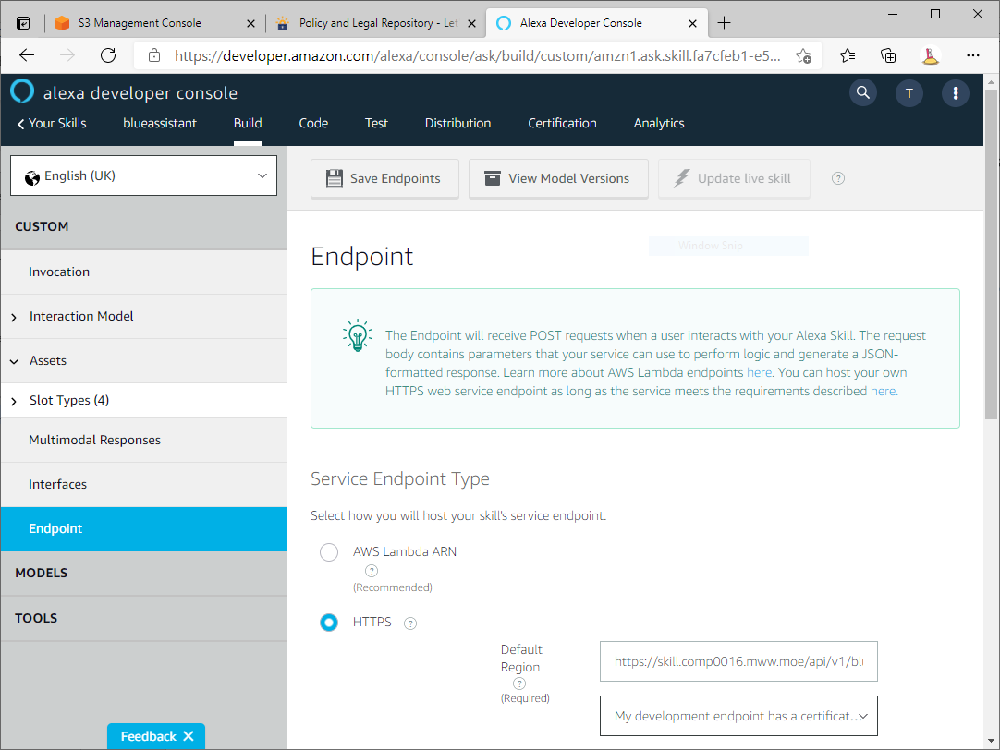 S3 Management Console
Policy and Legal Repository - Let
Alexa Developer Console
https://developer.amazon.com/alexa/console/ask/build/custom/amzn1.ask.skill.fa7cfeb1-e5...
alexa developer console
T
Your Skills
blueassistant
Build
Code
Test
Distribution
Certification
Analytics
English (UK)
Save Endpoints
View Model Versions
Update live skill
?
CUSTOM
Invocation
Interaction Model
Assets
Slot Types (4)
Multimodal Responses
Interfaces
Endpoint
MODELS
TOOLS
Feedback
Window Snip
Endpoint
The Endpoint will receive POST requests when a user interacts with your Alexa Skill. The request
body contains parameters that your service can use to perform logic and generate a JSON-
formatted response. Learn more about AWS Lambda endpoints here. You can host your own
HTTPS web service endpoint as long as the service meets the requirements described here.
Service Endpoint Type
Select how you will host your skill's service endpoint.
AWS Lambda ARN
?
(Recommended)
HTTPS ?
Default
Region
?
(Required)
https://skill.comp0016.mww.moe/api/v1/bl
My development endpoint has a certificat...